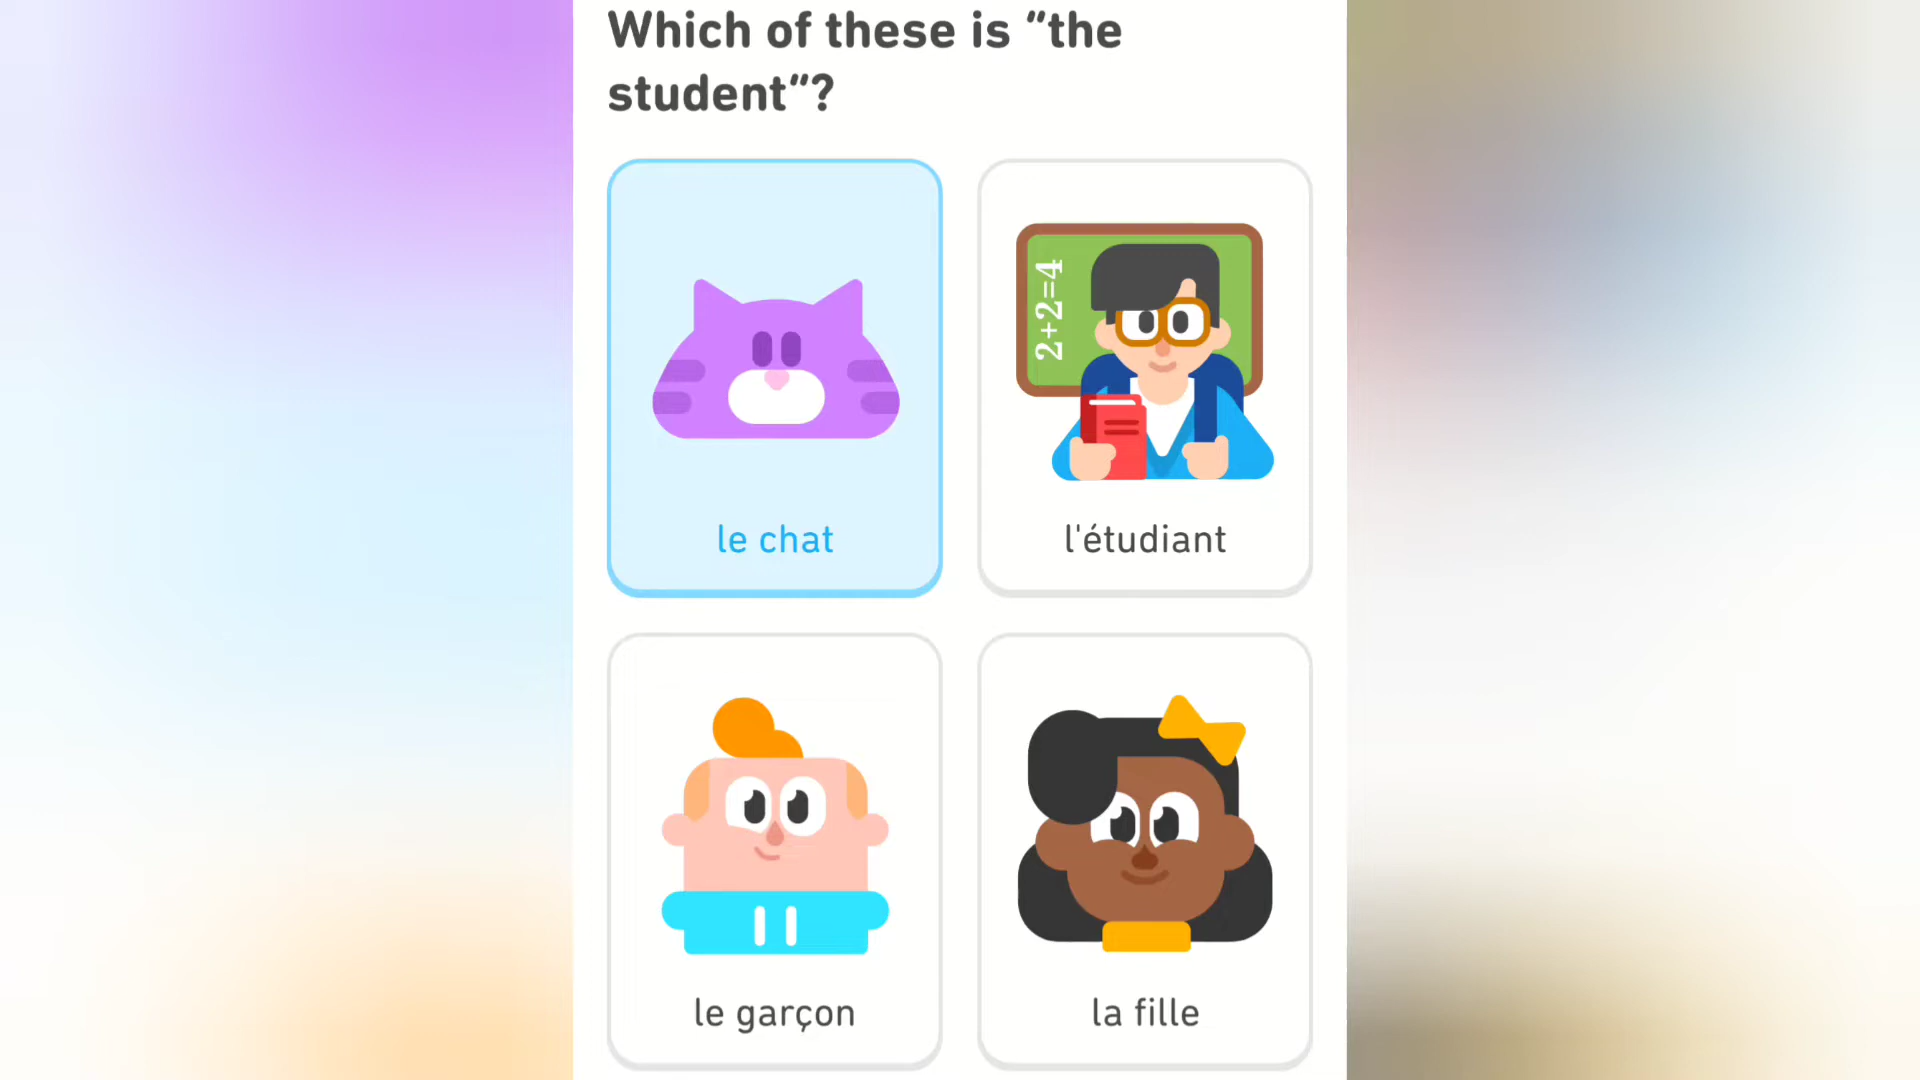 Which of these is “the
student”?
le chat
2+2=4
l'étudiant
le garçon
la fille